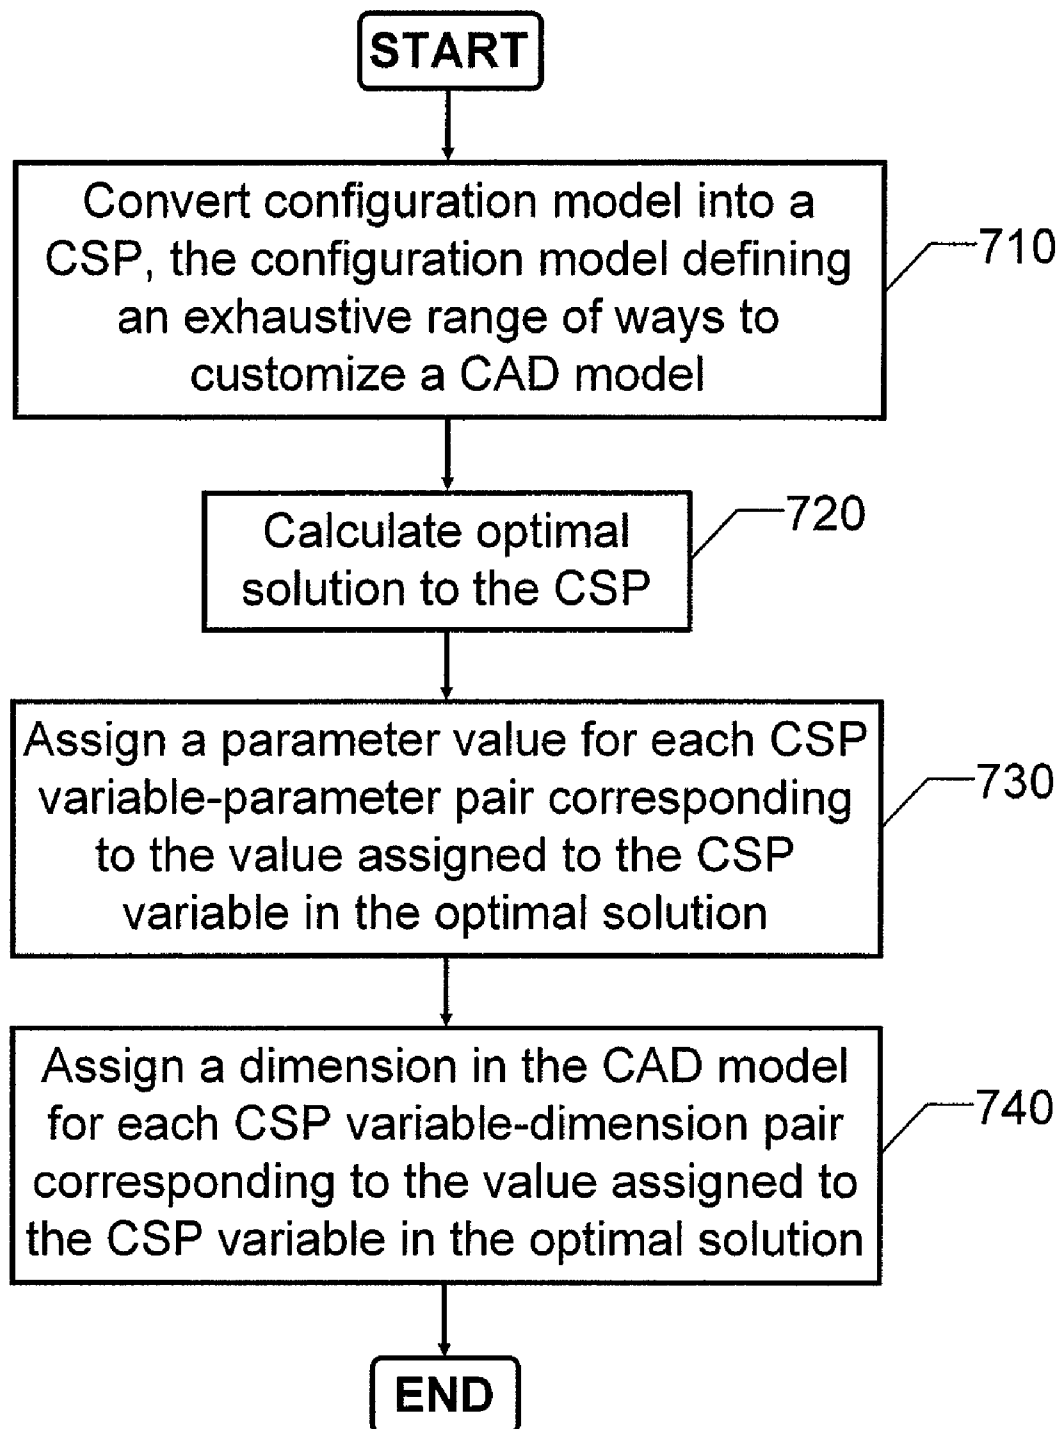 START
Convert configuration model into a
CSP, the configuration model defining
an exhaustive range of ways to
customize a CAD model
710
Calculate optimal
solution to the CSP
720
Assign a parameter value for each CSP
variable-parameter pair corresponding
to the value assigned to the CSP
variable in the optimal solution
730
Assign a dimension in the CAD model
for each CSP variable-dimension pair
corresponding to the value assigned to
the CSP variable in the optimal solution
740
END